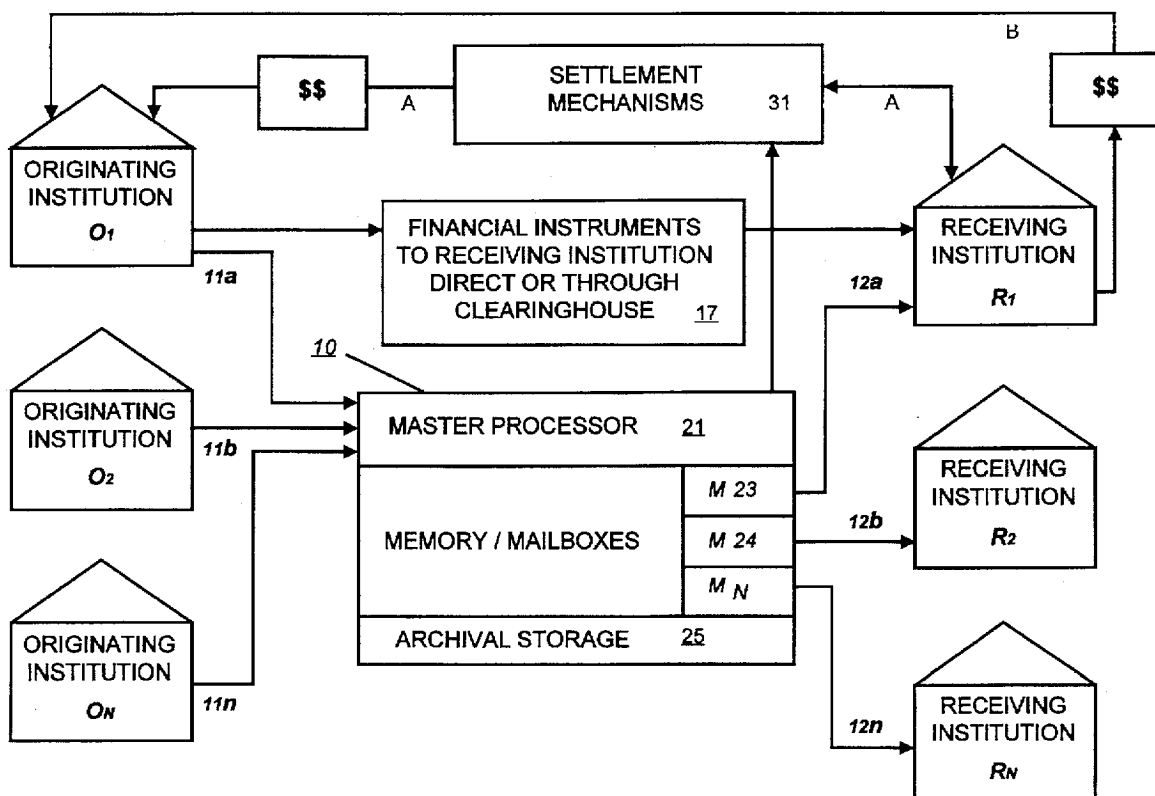 B
$$
SETTLEMENT
MECHANISMS 31
A
A
$$
ORIGINATING
INSTITUTION
O1
FINANCIAL INSTRUMENTS
TO RECEIVING INSTITUTION
DIRECT OR THROUGH
CLEARINGHOUSE 17
RECEIVING
INSTITUTION
R1
11a
12a
10
ORIGINATING
INSTITUTION
O2
11b
MASTER PROCESSOR 21
MEMORY / MAILBOXES
M 23
M 24
M N
ARCHIVAL STORAGE 25
12b
RECEIVING
INSTITUTION
R2
ORIGINATING
INSTITUTION
ON
11n
12n
RECEIVING
INSTITUTION
RN